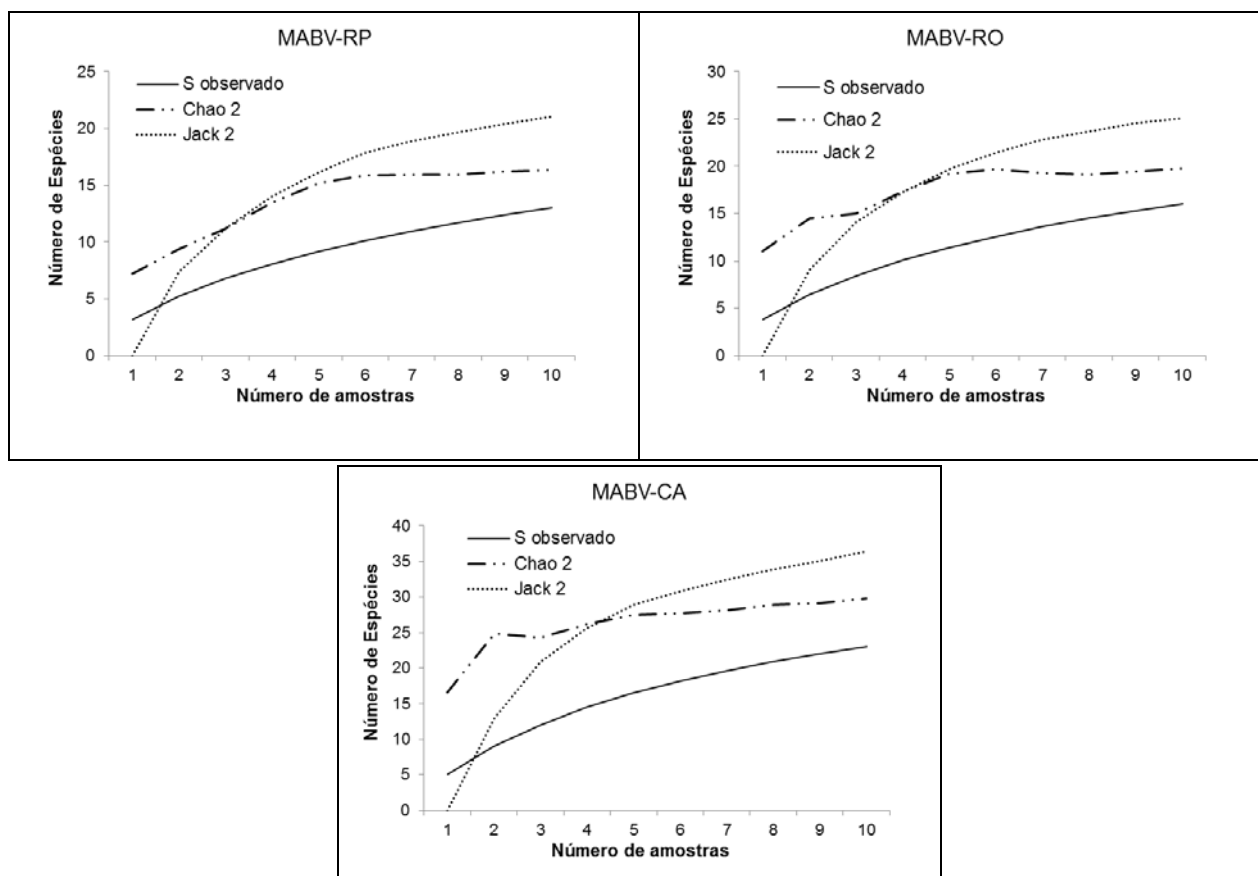 MABV-RP
25
20
15
10
5
0
Número de Espécies
S observado
Chao 2
Jack 2
1 2 3 4 5 6 7 8 9 10
Número de amostras
MABV-RO
30
25
20
15
10
5
0
Número de Espécies
S observado
Chao 2
Jack 2
1 2 3 4 5 6 7 8 9 10
Número de amostras
MABV-CA
40
35
30
25
20
15
10
5
0
Número de Espécies
S observado
Chao 2
Jack 2
1 2 3 4 5 6 7 8 9 10
Número de amostras